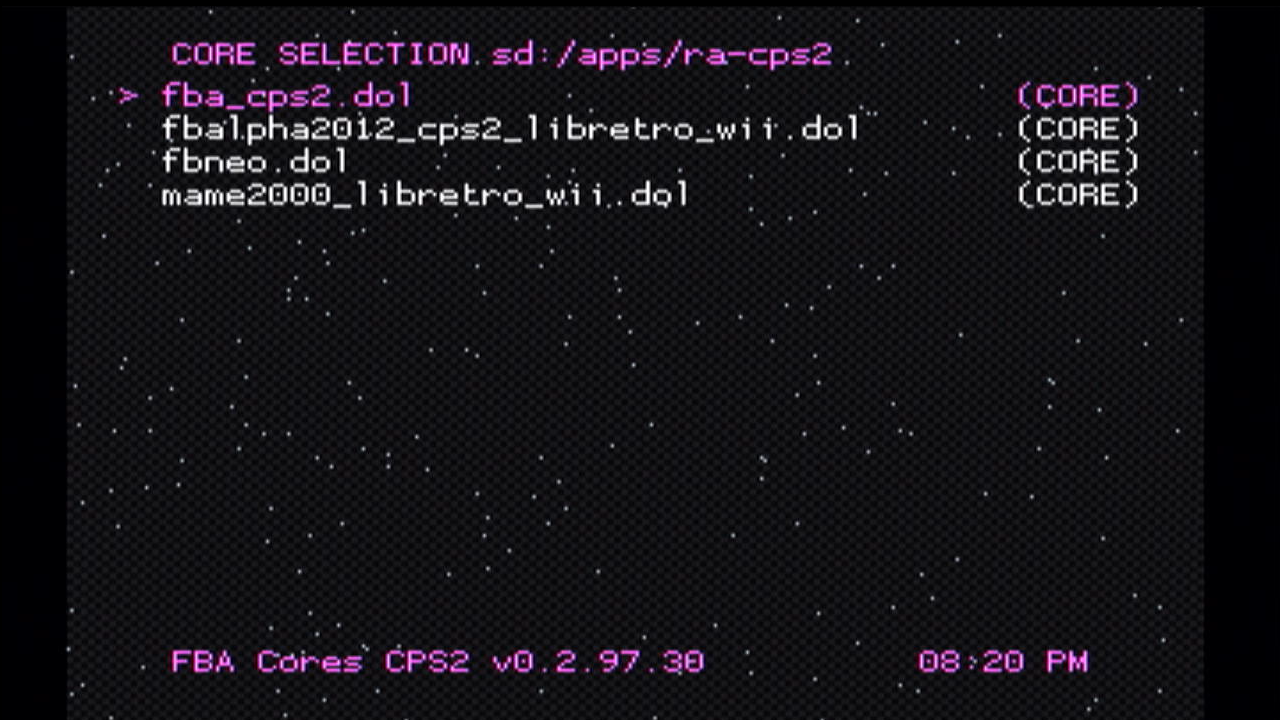 CORE SELECTION sd:/apps/ra-cps2
> fba_cps2.dol (CORE)
fbalpha2012_cps2_libretro_wii.dol (CORE)
fbneo.dol (CORE)
mame2000_libretro_wii.dol (CORE)
FBA Cores CPS2 v0.2.97.30 08:20 PM